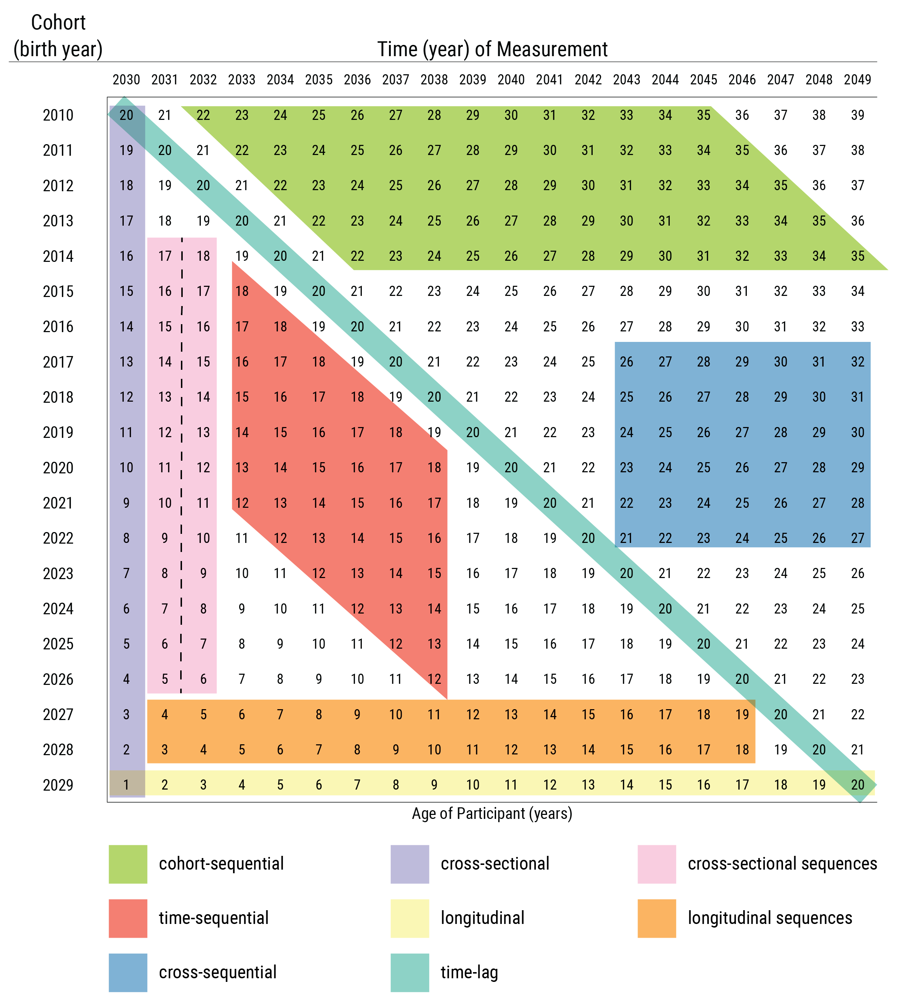 Cohort
(birth year) Time (year) of Measurement
2030 2031 2032 2033 2034 2035 2036 2037 2038 2039 2040 2041 2042 2043 2044 2045 2046 2047 2048 2049
2010 20 21 22 23 24 25 26 27 28 29 30 31 32 33 34 35 36 37 38 39
2011 19 20 21 22 23 24 25 26 27 28 29 30 31 32 33 34 35 36 37 38
2012 18 19 20 21 22 23 24 25 26 27 28 29 30 31 32 33 34 35 36 37
2013 17 18 19 20 21 22 23 24 25 26 27 28 29 30 31 32 33 34 35 36
2014 16 17 18 19 20 21 22 23 24 25 26 27 28 29 30 31 32 33 34 35
2015 15 16 17 18 19 20 21 22 23 24 25 26 27 28 29 30 31 32 33 34
2016 14 15 16 17 18 19 20 21 22 23 24 25 26 27 28 29 30 31 32 33
2017 13 14 15 16 17 18 19 20 21 22 23 24 25 26 27 28 29 30 31 32
2018 12 13 14 15 16 17 18 19 20 21 22 23 24 25 26 27 28 29 30 31
2019 11 12 13 14 15 16 17 18 19 20 21 22 23 24 25 26 27 28 29 30
2020 10 11 12 13 14 15 16 17 18 19 20 21 22 23 24 25 26 27 28 29
2021 9 10 11 12 13 14 15 16 17 18 19 20 21 22 23 24 25 26 27 28
2022 8 9 10 11 12 13 14 15 16 17 18 19 20 21 22 23 24 25 26 27
2023 7 8 9 10 11 12 13 14 15 16 17 18 19 20 21 22 23 24 25 26
2024 6 7 8 9 10 11 12 13 14 15 16 17 18 19 20 21 22 23 24 25
2025 5 6 7 8 9 10 11 12 13 14 15 16 17 18 19 20 21 22 23 24
2026 4 5 6 7 8 9 10 11 12 13 14 15 16 17 18 19 20 21 22 23
2027 3 4 5 6 7 8 9 10 11 12 13 14 15 16 17 18 19 20 21 22
2028 2 3 4 5 6 7 8 9 10 11 12 13 14 15 16 17 18 19 20 21
2029 1 2 3 4 5 6 7 8 9 10 11 12 13 14 15 16 17 18 19 20
Age of Participant (years)
cohort-sequential cross-sectional cross-sectional sequences
time-sequential longitudinal longitudinal sequences
cross-sequential time-lag